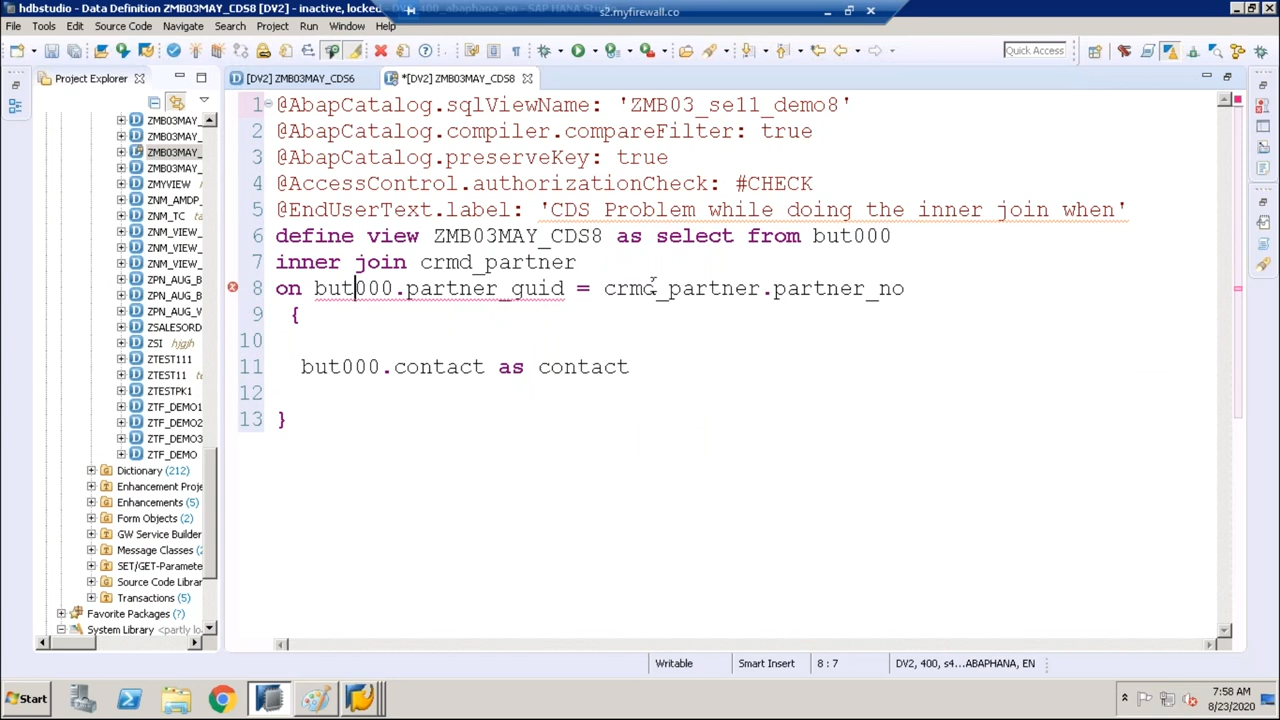 hdbstudio - Data Definition ZMB03MAY_CDS8 [DV2] - inactive, locked
s2.myfirewall.co
File Edit Source Code Navigate Search Project Run Window Help
Quick Access
Project Explorer
[DV2] ZMB03MAY_CDS6
*[DV2] ZMB03MAY_CDS8
ZMB03MAY_
ZMB03MAY_
ZMB03MAY_
ZMB03MAY_
ZMYVIEW
ZNM_AMDP_
ZNM_TC
ZNM_VIEW_
ZNM_VIEW_
ZNM_VIEW_
ZPN_AUG_B
ZPN_AUG_B
ZPN_AUG_V
ZSALESORD
ZSI hjgjh
ZTEST111
ZTEST11
ZTESTPK1
ZTF_DEMO1
ZTF_DEMO2
ZTF_DEMO3
ZTF_DEMO
Dictionary (212)
Enhancement Proj
Enhancements (5)
Form Objects (2)
GW Service Builder
Message Classes
SET/GET-Paramete
Source Code Librar
Transactions (5)
Favorite Packages (?)
System Library <partly lo
1 @AbapCatalog.sqlViewName: 'ZMB03_se11_demo8'
2 @AbapCatalog.compiler.compareFilter: true
3 @AbapCatalog.preserveKey: true
4 @AccessControl.authorizationCheck: #CHECK
5 @EndUserText.label: 'CDS Problem while doing the inner join when'
6 define view ZMB03MAY_CDS8 as select from but000
7 inner join crmd_partner
8 on but000.partner_guid = crmd_partner.partner_no
9 {
10
11 but000.contact as contact
12
13 }
Writable
Smart Insert
8 : 7
DV2, 400, s4...ABAPHANA, EN
Start
7:58 AM
8/23/2020